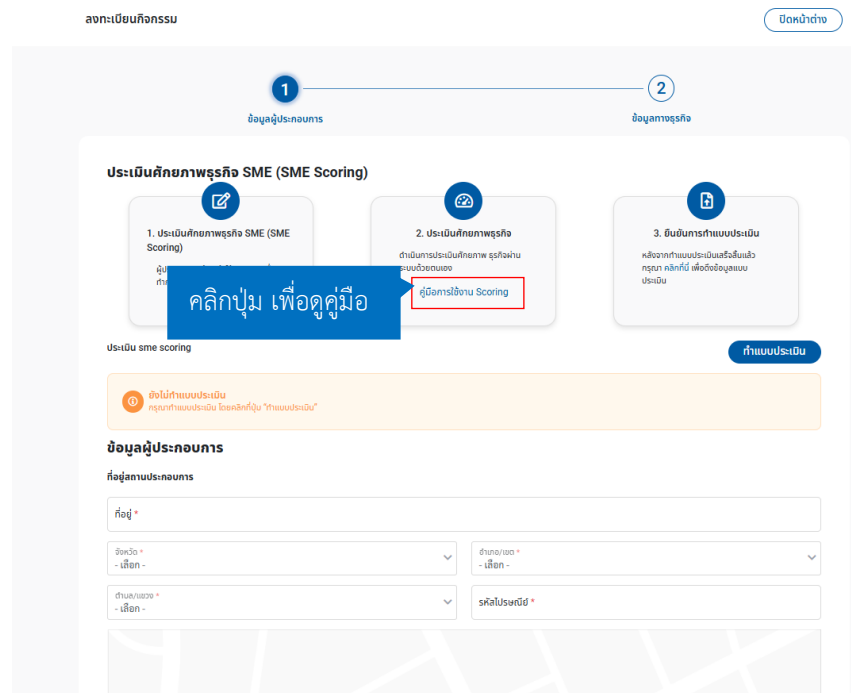 ลงทะเบียนกิจกรรม
ปิดหน้าต่าง
1
2
ข้อมูลผู้ประกอบการ
ข้อมูลทางธุรกิจ
ประเมินศักยภาพธุรกิจ SME (SME Scoring)
1. ประเมินศักยภาพธุรกิจ SME (SME
Scoring)
2. ประเมินศักยภาพธุรกิจ
ดำเนินการประเมินศักยภาพ ธุรกิจผ่าน
ระบบด้วยตนเอง
คู่มือการใช้งาน Scoring
3. ยืนยันการทำแบบประเมิน
หลังจากทำแบบประเมินเสร็จสิ้นแล้ว
กรุณา คลิกที่นี่ เพื่อดึงข้อมูลแบบ
ประเมิน
คลิกปุ่ม เพื่อดูคู่มือ
ประเมิน sme scoring
ทำแบบประเมิน
ยังไม่ทำแบบประเมิน
กรุณาทำแบบประเมิน โดยคลิกที่ปุ่ม "ทำแบบประเมิน"
ข้อมูลผู้ประกอบการ
ที่อยู่สถานประกอบการ
ที่อยู่ *
จังหวัด *
- เลือก -
อำเภอ/เขต *
- เลือก -
ตำบล/แขวง *
- เลือก -
รหัสไปรษณีย์ *